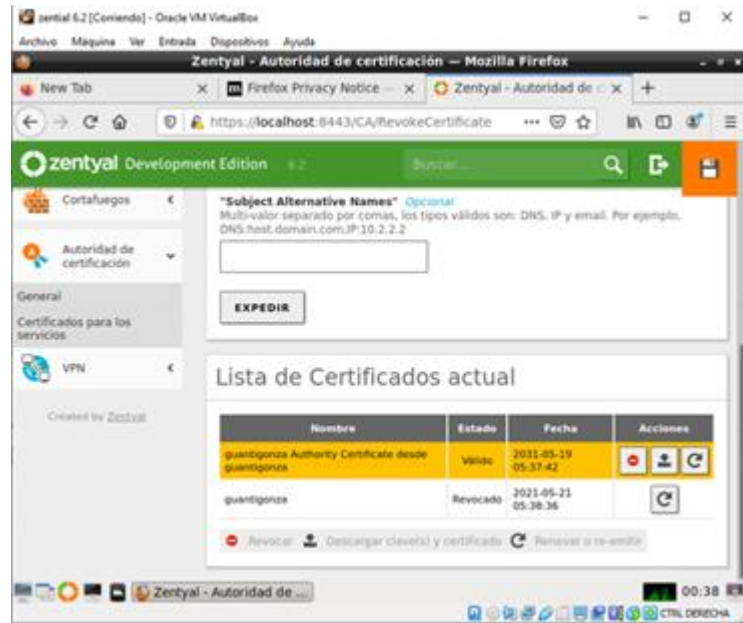 zential 6.2 [Corriendo] - Oracle VM VirtualBox
Archivo Máquina Ver Entrada Dispositivos Ayuda
Zentyal - Autoridad de certificación — Mozilla Firefox
New Tab
Firefox Privacy Notice —
Zentyal - Autoridad de c
https://localhost:8443/CA/RevokeCertificate
zentyal Development Edition 6.2
Buscar...
Cortafuegos
Autoridad de
certificación
General
Certificados para los
servicios
VPN
Created by Zentyal
"Subject Alternative Names" Opcional
Multi-valor separado por comas, los tipos válidos son: DNS, IP y email. Por ejemplo,
DNS:host.domain.com,IP:10.2.2.2
EXPEDIR
Lista de Certificados actual
Nombre Estado Fecha Acciones
guantigonza Authority Certificate desde
guantigonza
Válido
2031-05-19
05:37:42
guantigonza
Revocado
2021-05-21
05:38:36
Revocar Descargar clave(s) y certificado Renovar o re-emitir
Zentyal - Autoridad de ...
00:38
CTRL DERECHA